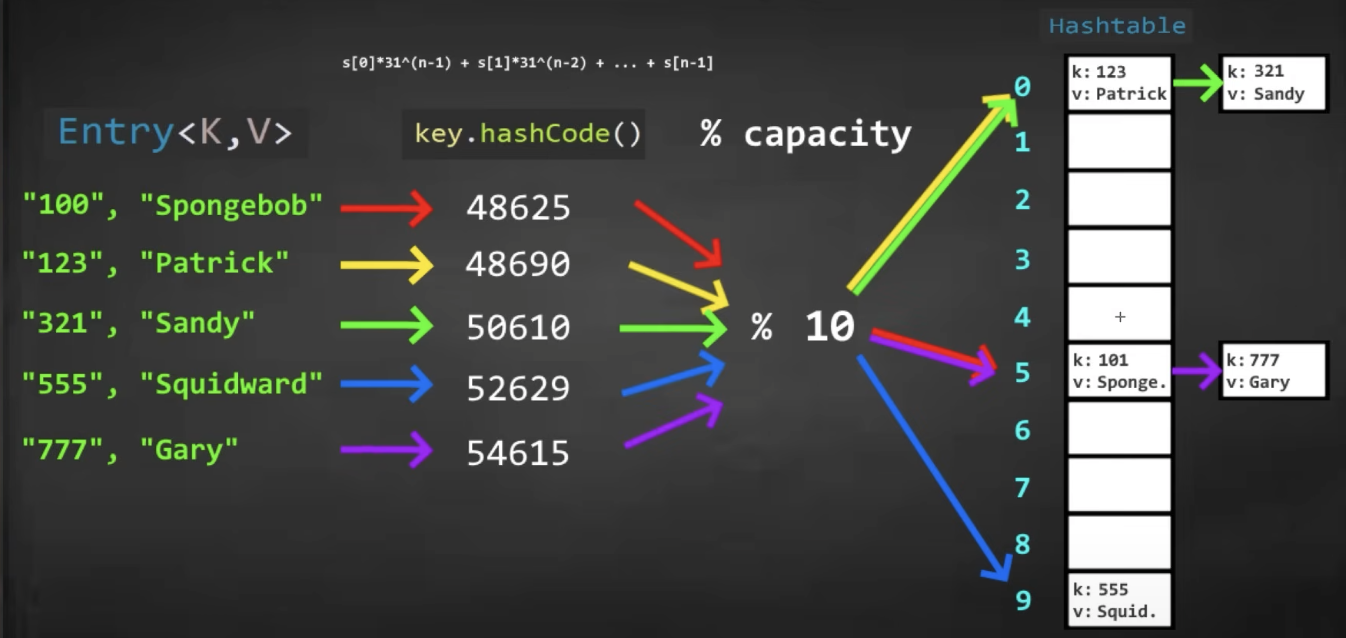 Hashtable
s[0]*31^(n-1) + s[1]*31^(n-2) + ... + s[n-1]
Entry<K,V>
key.hashCode()
% capacity
"100", "Spongebob"
48625
"123", "Patrick"
48690
"321", "Sandy"
50610
"555", "Squidward"
52629
"777", "Gary"
54615
% 10
0
k: 123
v: Patrick
k: 321
v: Sandy
1
2
3
4
5
k: 101
v: Sponge.
k: 777
v: Gary
6
7
8
9
k: 555
v: Squid.